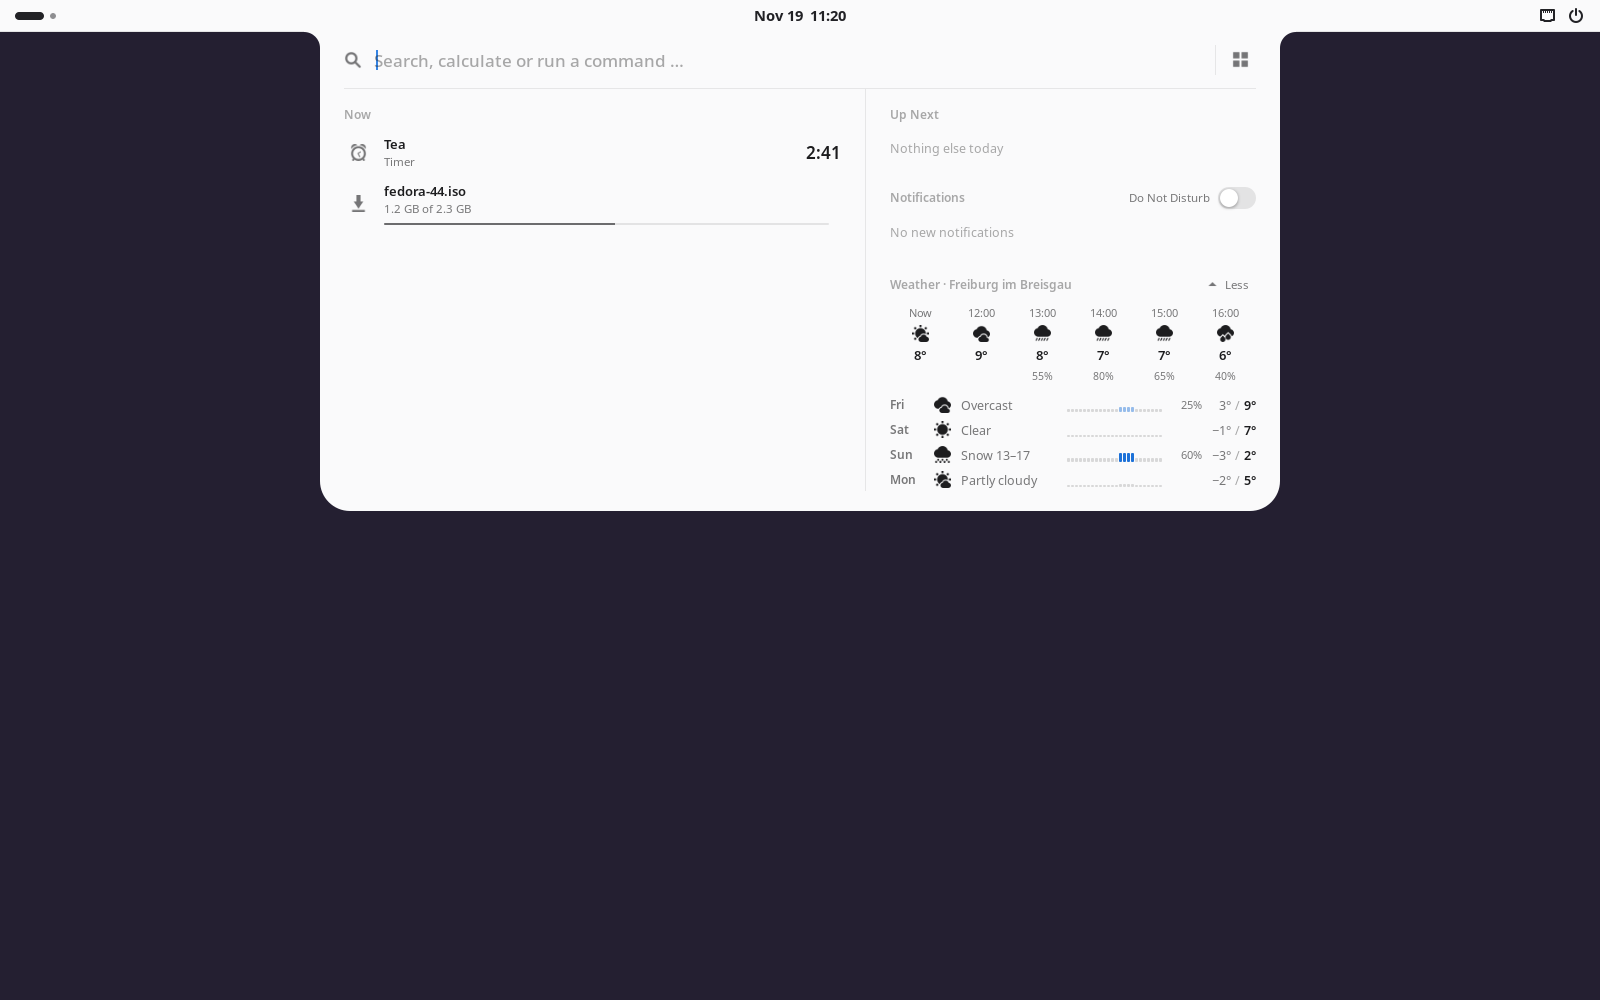 Nov 19 11:20
Search, calculate or run a command ...
Now
Tea
Timer
2:41
fedora-44.iso
1.2 GB of 2.3 GB
Up Next
Nothing else today
Notifications
Do Not Disturb
No new notifications
Weather · Freiburg im Breisgau
Less
Now 12:00 13:00 14:00 15:00 16:00
8° 9° 8° 7° 7° 6°
55% 80% 65% 40%
Fri Overcast 25% 3° / 9°
Sat Clear −1° / 7°
Sun Snow 13–17 60% −3° / 2°
Mon Partly cloudy −2° / 5°